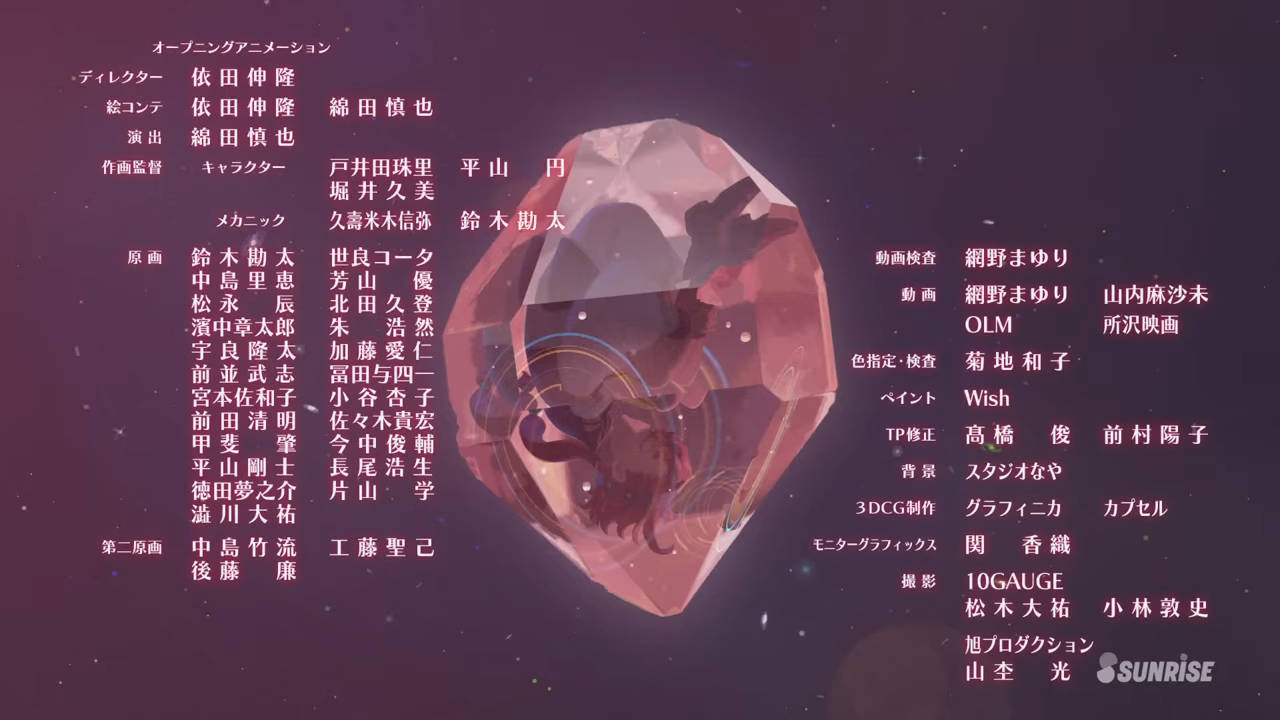 オープニングアニメーション
ディレクター 依田伸隆
絵コンテ 依田伸隆 綿田慎也
演出 綿田慎也
作画監督 キャラクター 戸井田珠里 平山 円
堀井久美
メカニック 久壽米木信弥 鈴木勘太
原画 鈴木勘太 世良コータ
中島里恵 芳山 優
松永 辰 北田久登
濱中章太郎 朱 浩然
宇良隆太 加藤愛仁
前並武志 冨田与四一
宮本佐和子 小谷杏子
前田清明 佐々木貴宏
甲斐 肇 今中俊輔
平山剛士 長尾浩生
徳田夢之介 片山 学
澁川大祐
第二原画 中島竹流 工藤聖己
後藤 廉
動画検査 網野まゆり
動画 網野まゆり 山内麻沙未
OLM 所沢映画
色指定・検査 菊地和子
ペイント Wish
TP修正 髙橋 俊 前村陽子
背景 スタジオなや
3DCG制作 グラフィニカ カプセル
モニターグラフィックス 関 香織
撮影 10GAUGE
松木大祐 小林敦史
旭プロダクション
山杢 光
SUNRISE